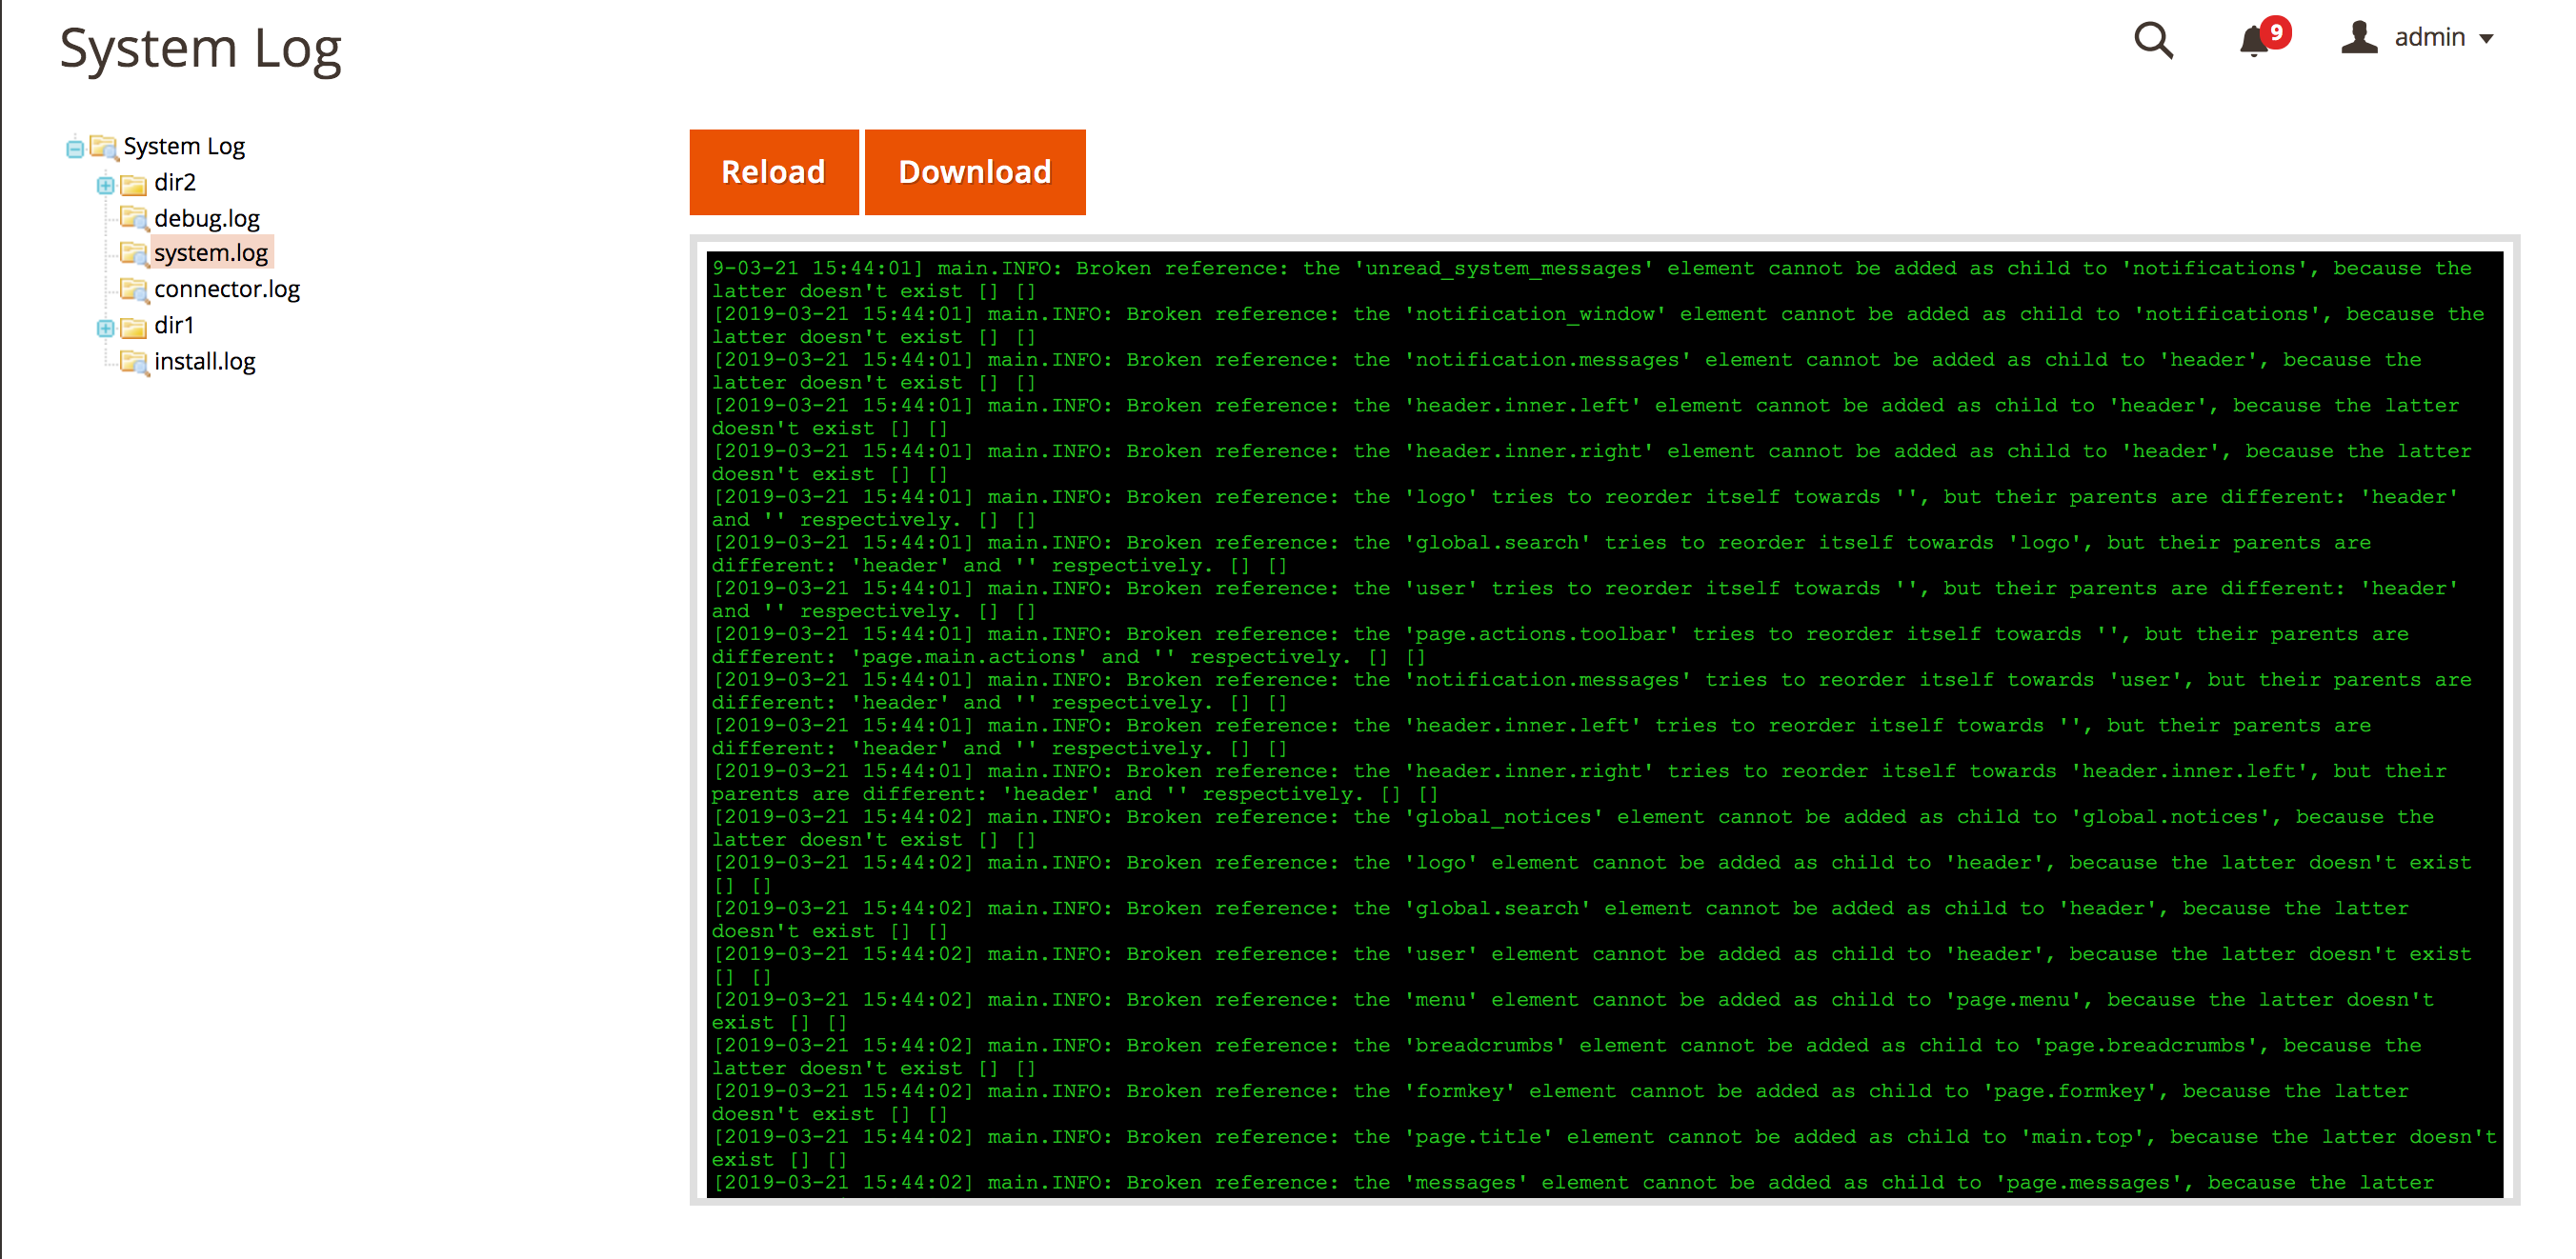 System Log
9
admin
System Log
dir2
debug.log
system.log
connector.log
dir1
install.log
Reload
Download
9-03-21 15:44:01] main.INFO: Broken reference: the 'unread_system_messages' element cannot be added as child to 'notifications', because the
latter doesn't exist [] []
[2019-03-21 15:44:01] main.INFO: Broken reference: the 'notification_window' element cannot be added as child to 'notifications', because the
latter doesn't exist [] []
[2019-03-21 15:44:01] main.INFO: Broken reference: the 'notification.messages' element cannot be added as child to 'header', because the
latter doesn't exist [] []
[2019-03-21 15:44:01] main.INFO: Broken reference: the 'header.inner.left' element cannot be added as child to 'header', because the latter
doesn't exist [] []
[2019-03-21 15:44:01] main.INFO: Broken reference: the 'header.inner.right' element cannot be added as child to 'header', because the latter
doesn't exist [] []
[2019-03-21 15:44:01] main.INFO: Broken reference: the 'logo' tries to reorder itself towards '', but their parents are different: 'header'
and '' respectively. [] []
[2019-03-21 15:44:01] main.INFO: Broken reference: the 'global.search' tries to reorder itself towards 'logo', but their parents are
different: 'header' and '' respectively. [] []
[2019-03-21 15:44:01] main.INFO: Broken reference: the 'user' tries to reorder itself towards '', but their parents are different: 'header'
and '' respectively. [] []
[2019-03-21 15:44:01] main.INFO: Broken reference: the 'page.actions.toolbar' tries to reorder itself towards '', but their parents are
different: 'page.main.actions' and '' respectively. [] []
[2019-03-21 15:44:01] main.INFO: Broken reference: the 'notification.messages' tries to reorder itself towards 'user', but their parents are
different: 'header' and '' respectively. [] []
[2019-03-21 15:44:01] main.INFO: Broken reference: the 'header.inner.left' tries to reorder itself towards '', but their parents are
different: 'header' and '' respectively. [] []
[2019-03-21 15:44:01] main.INFO: Broken reference: the 'header.inner.right' tries to reorder itself towards 'header.inner.left', but their
parents are different: 'header' and '' respectively. [] []
[2019-03-21 15:44:02] main.INFO: Broken reference: the 'global_notices' element cannot be added as child to 'global.notices', because the
latter doesn't exist [] []
[2019-03-21 15:44:02] main.INFO: Broken reference: the 'logo' element cannot be added as child to 'header', because the latter doesn't exist
[] []
[2019-03-21 15:44:02] main.INFO: Broken reference: the 'global.search' element cannot be added as child to 'header', because the latter
doesn't exist [] []
[2019-03-21 15:44:02] main.INFO: Broken reference: the 'user' element cannot be added as child to 'header', because the latter doesn't exist
[] []
[2019-03-21 15:44:02] main.INFO: Broken reference: the 'menu' element cannot be added as child to 'page.menu', because the latter doesn't
exist [] []
[2019-03-21 15:44:02] main.INFO: Broken reference: the 'breadcrumbs' element cannot be added as child to 'page.breadcrumbs', because the
latter doesn't exist [] []
[2019-03-21 15:44:02] main.INFO: Broken reference: the 'formkey' element cannot be added as child to 'page.formkey', because the latter
doesn't exist [] []
[2019-03-21 15:44:02] main.INFO: Broken reference: the 'page.title' element cannot be added as child to 'main.top', because the latter doesn't
exist [] []
[2019-03-21 15:44:02] main.INFO: Broken reference: the 'messages' element cannot be added as child to 'page.messages', because the latter